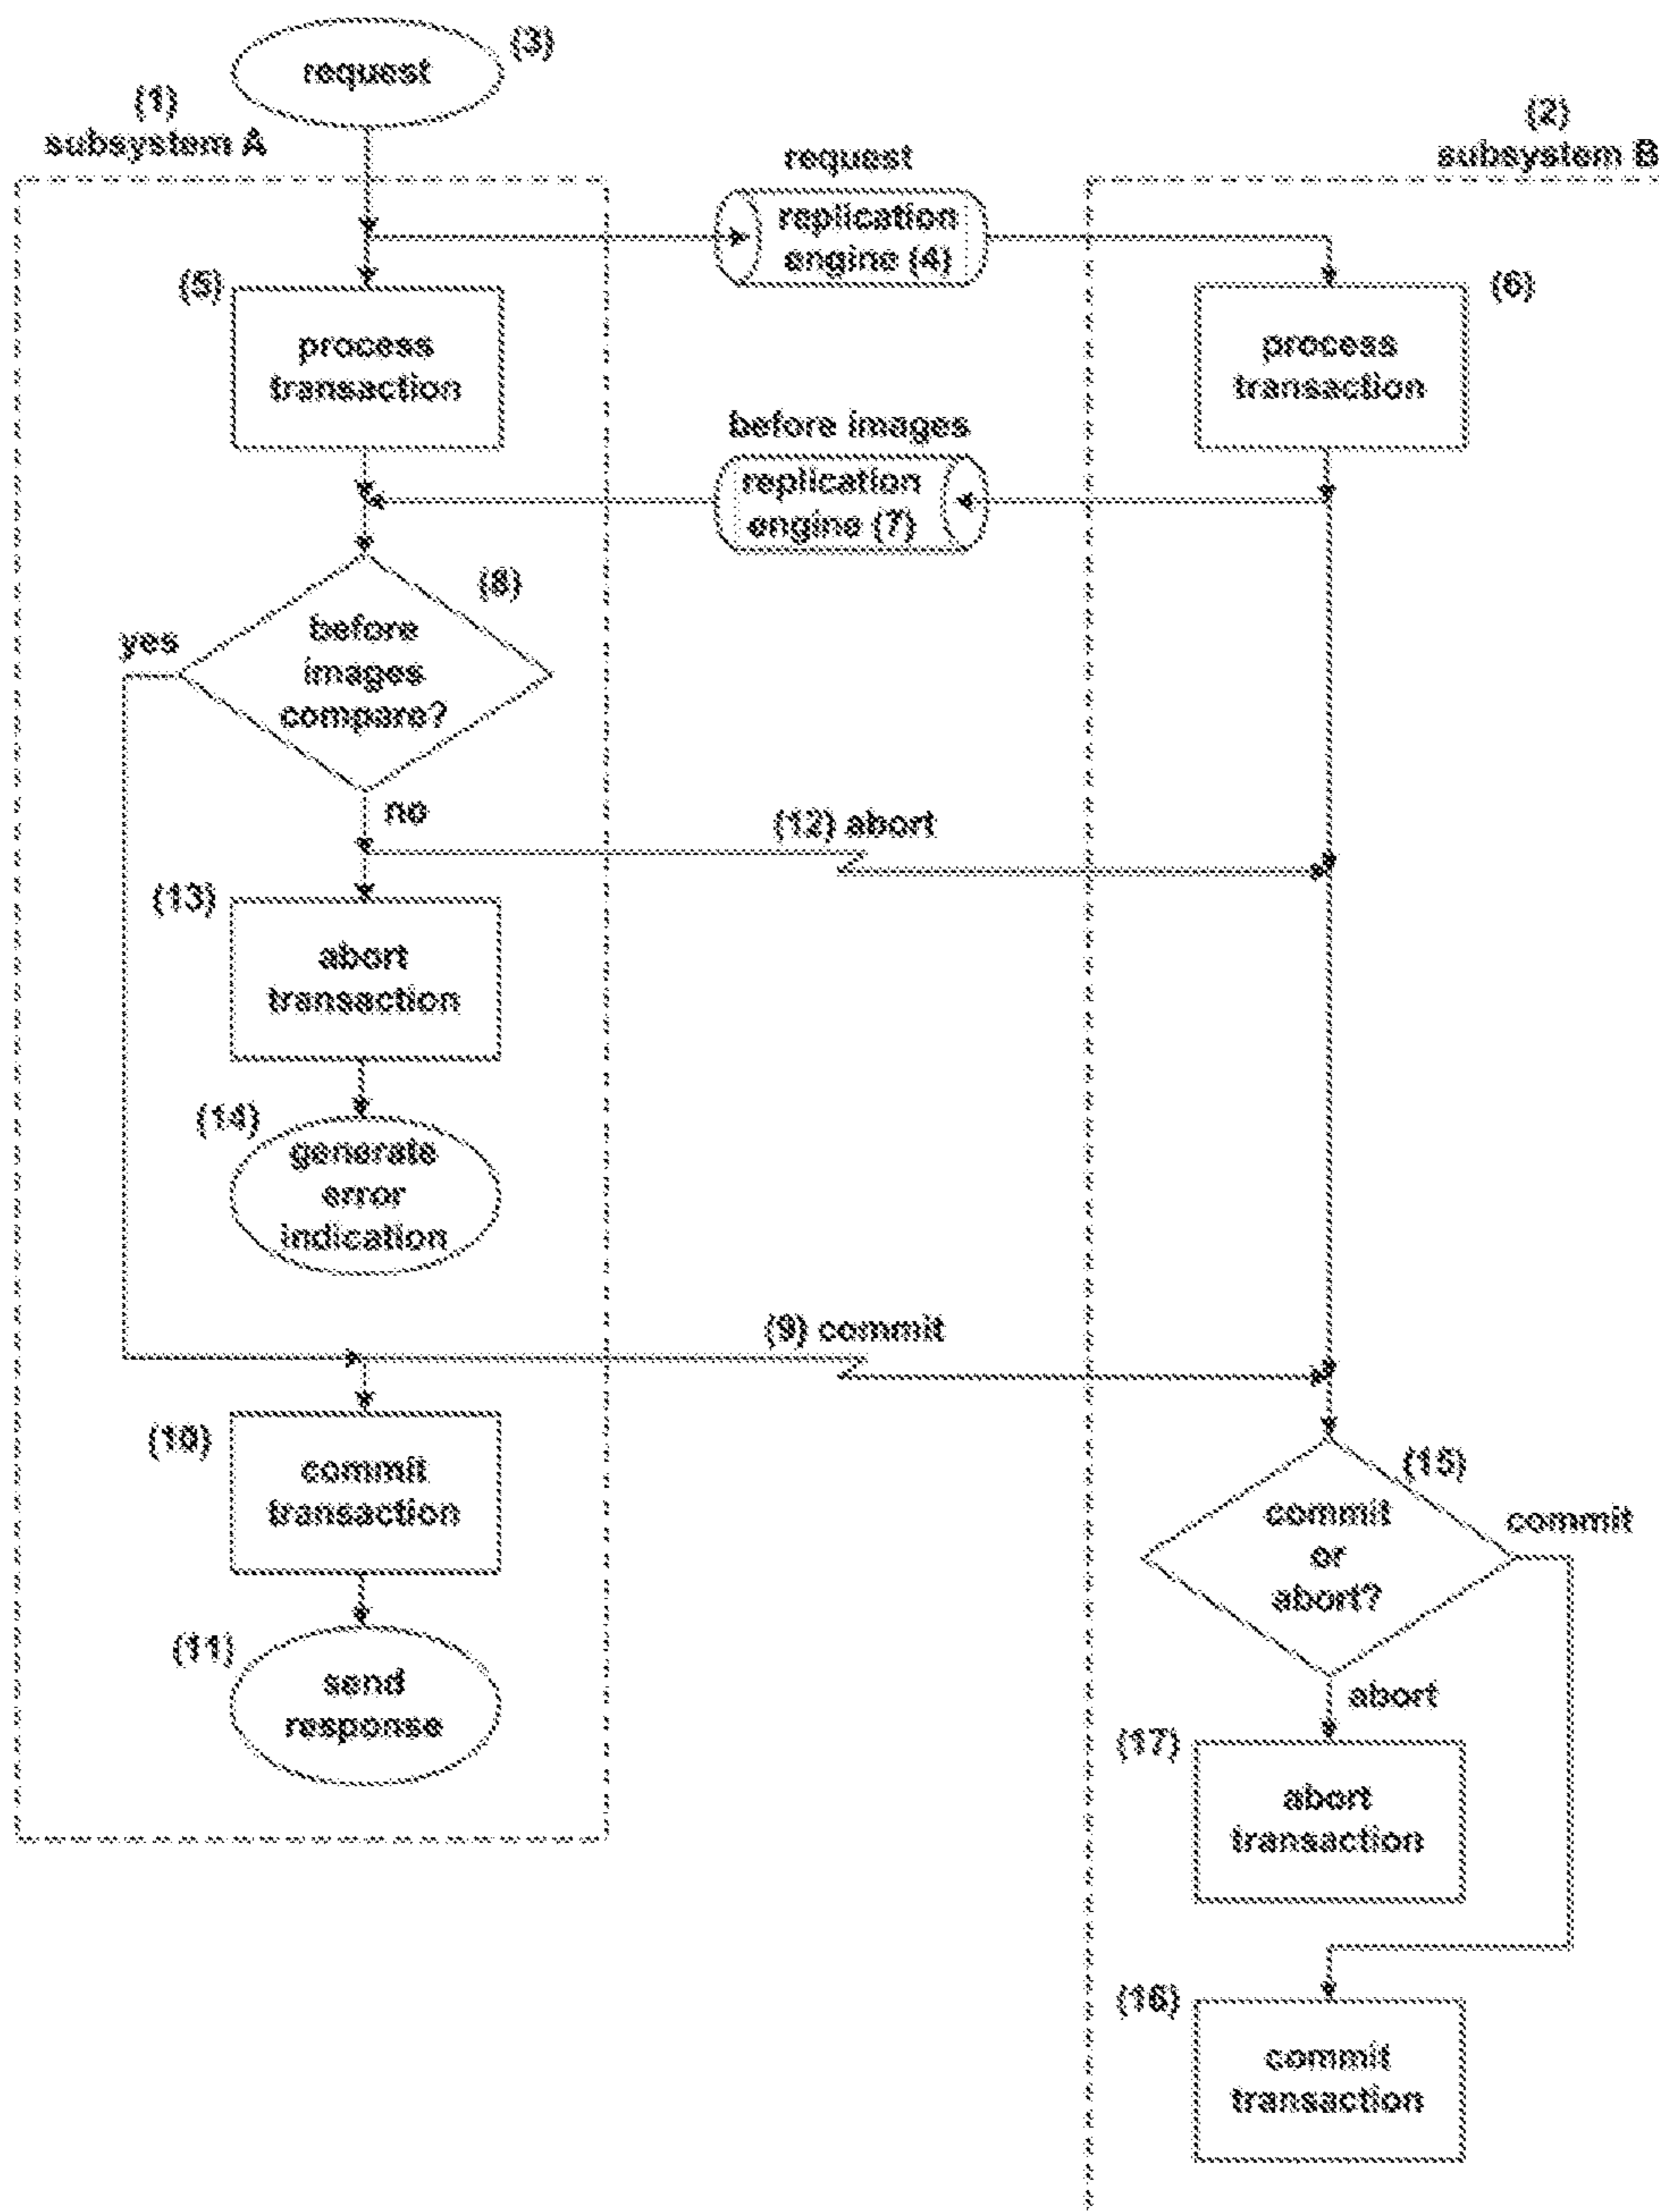 request
(3)
(1)
subsystem A
(2)
subsystem B
request
replication
engine (4)
(5)
process
transaction
(6)
process
transaction
before images
replication
engine (7)
(8)
before
images
compare?
yes
no
(12) abort
(13)
abort
transaction
(14)
generate
error
indication
(9) commit
(10)
commit
transaction
(15)
commit
or
abort?
commit
(11)
send
response
abort
(17)
abort
transaction
(16)
commit
transaction